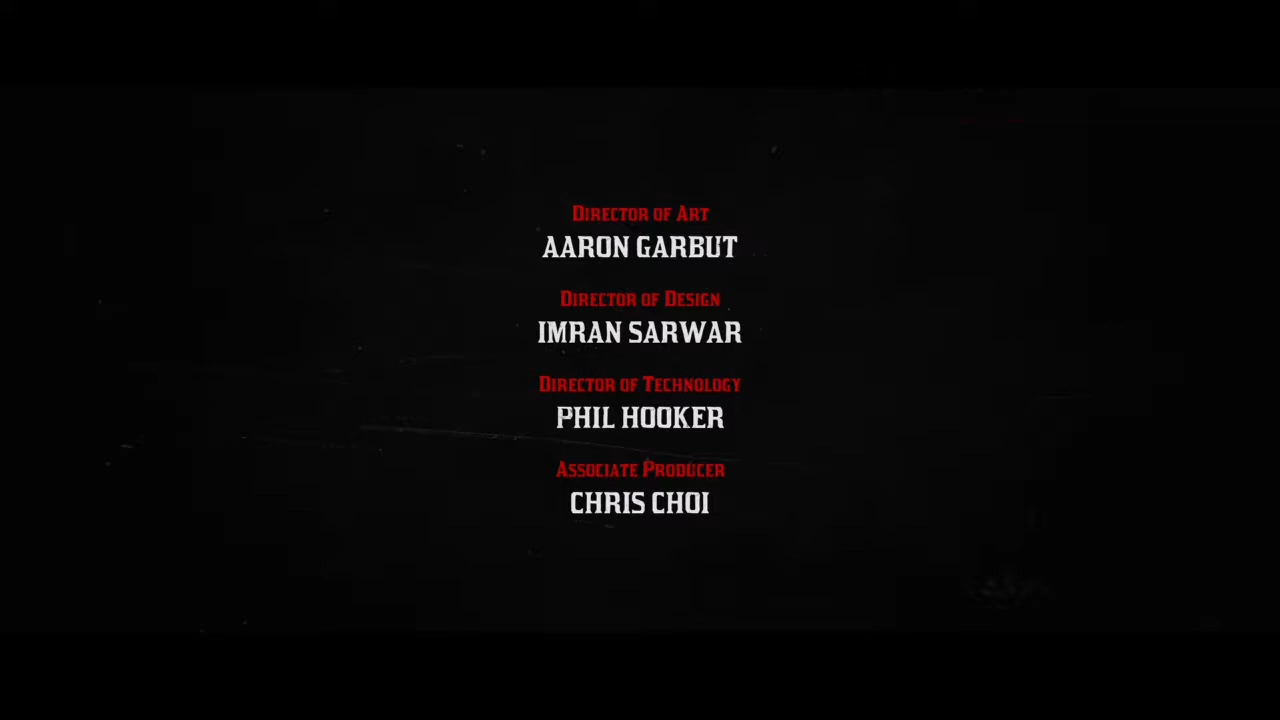 Director of Art
AARON GARBUT
Director of Design
IMRAN SARWAR
Director of Technology
PHIL HOOKER
Associate Producer
CHRIS CHOI